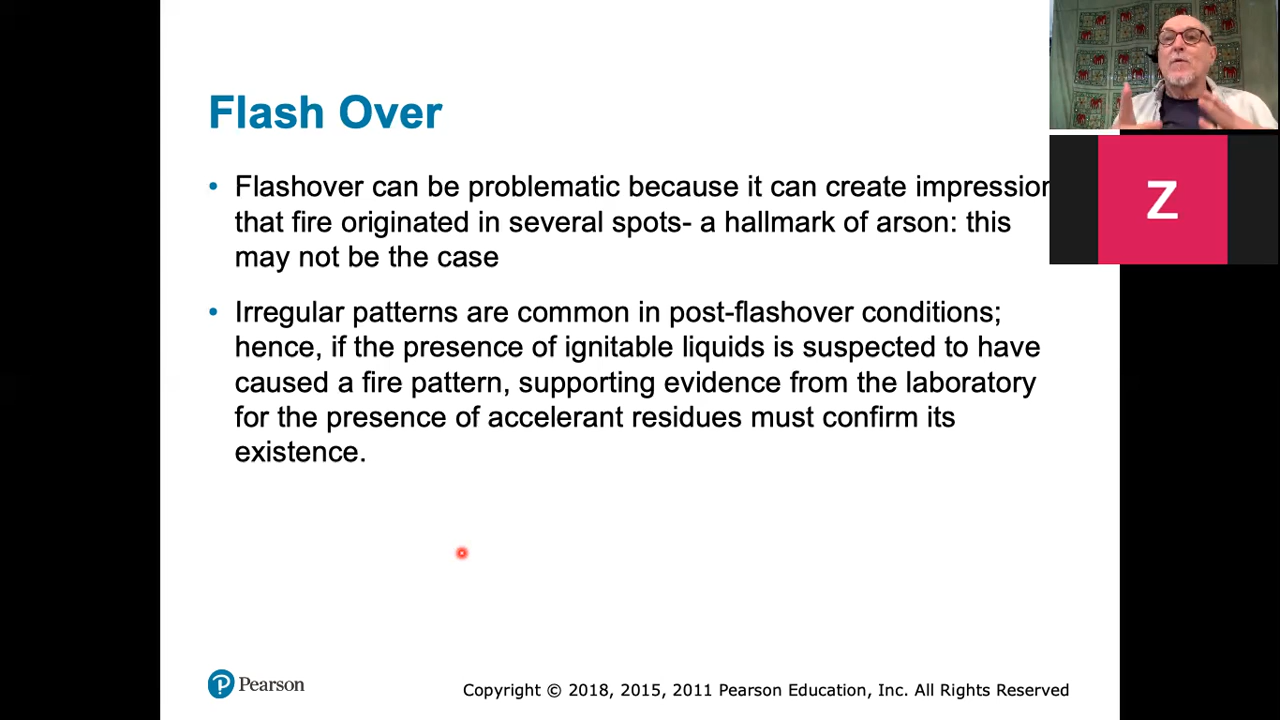 Flash Over
• Flashover can be problematic because it can create impression
that fire originated in several spots- a hallmark of arson: this
may not be the case
• Irregular patterns are common in post-flashover conditions;
hence, if the presence of ignitable liquids is suspected to have
caused a fire pattern, supporting evidence from the laboratory
for the presence of accelerant residues must confirm its
existence.
Z
P Pearson
Copyright © 2018, 2015, 2011 Pearson Education, Inc. All Rights Reserved